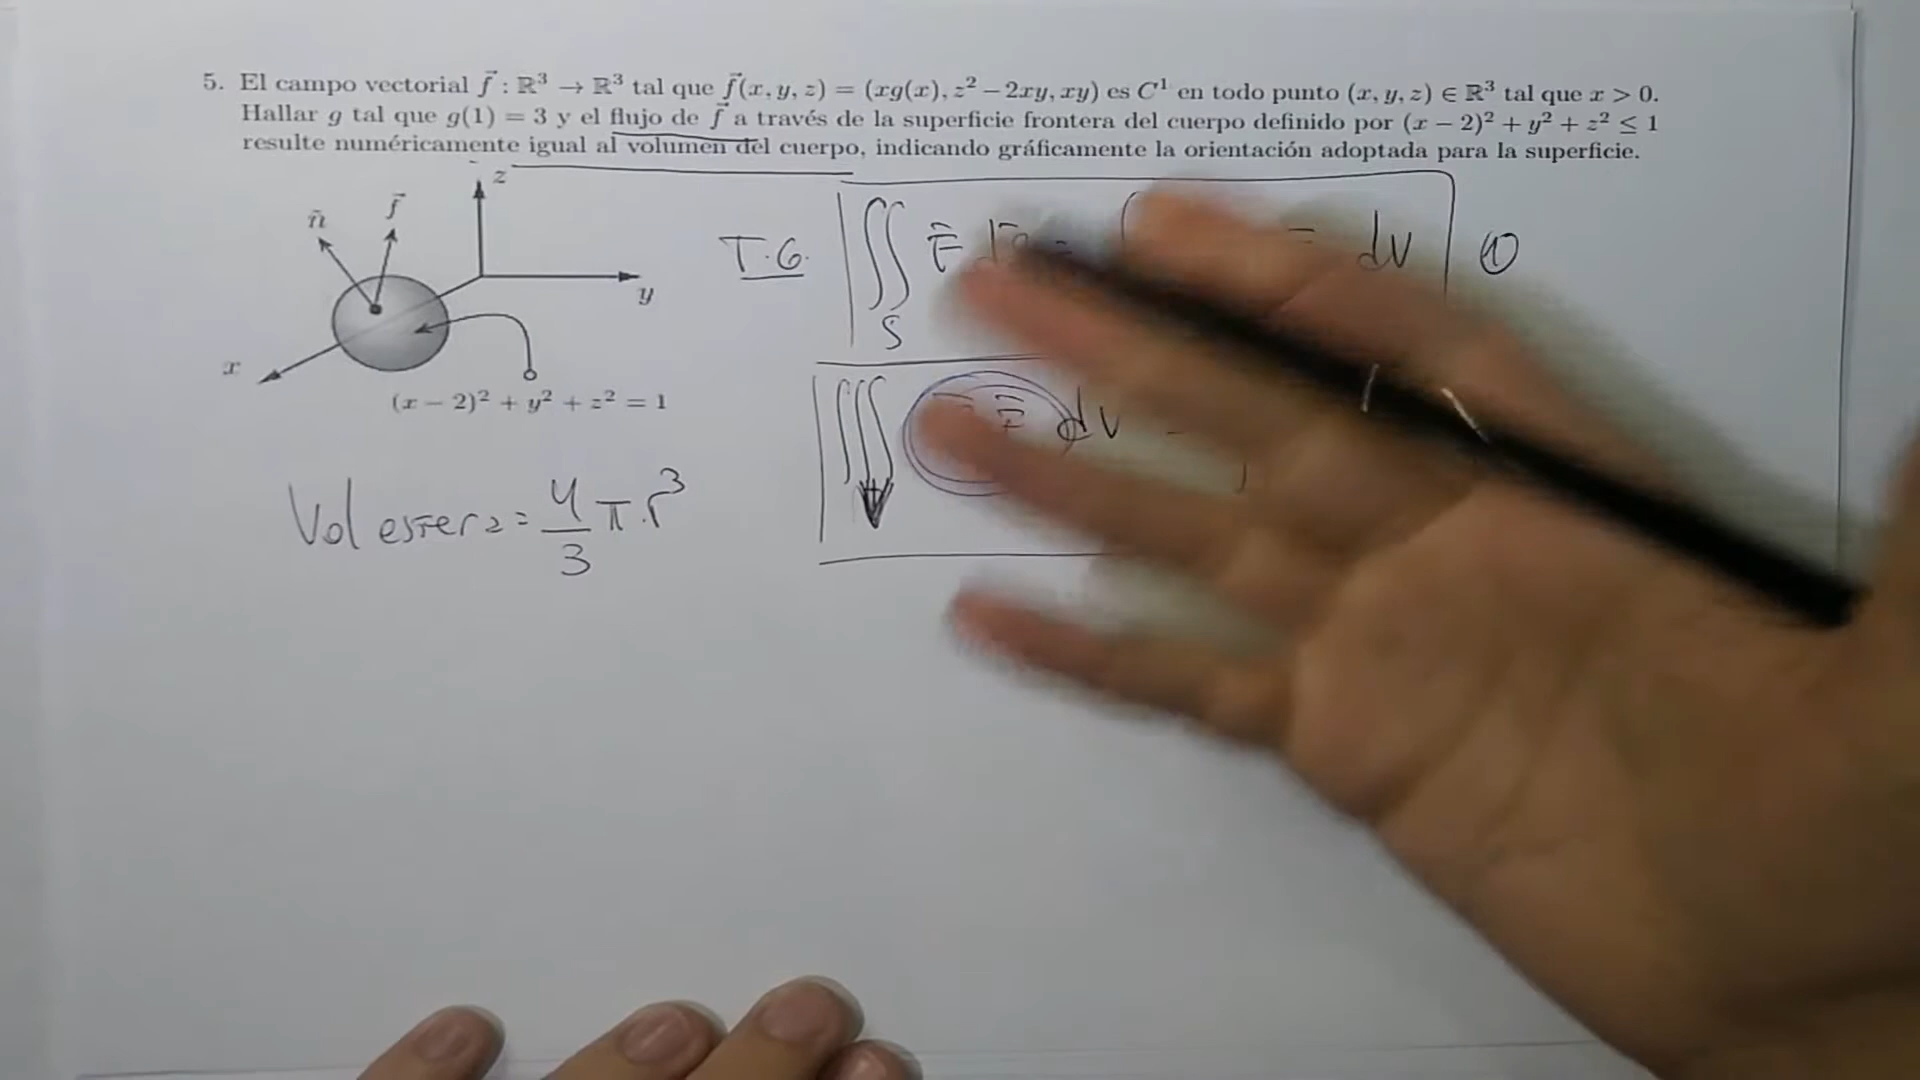 5. El campo vectorial f⃗ : ℝ³ → ℝ³ tal que f⃗(x, y, z) = (xg(x), z² − 2xy, xy) es C¹ en todo punto (x, y, z) ∈ ℝ³ tal que x > 0.
Hallar g tal que g(1) = 3 y el flujo de f⃗ a través de la superficie frontera del cuerpo definido por (x − 2)² + y² + z² ≤ 1
resulte numéricamente igual al volumen del cuerpo, indicando gráficamente la orientación adoptada para la superficie.
z
ñ f⃗
y
x
(x − 2)² + y² + z² = 1
T.G. ∬ S F̄ = dv ①
∭ F̄ dv
Vol esfera = 4/3 π.r³